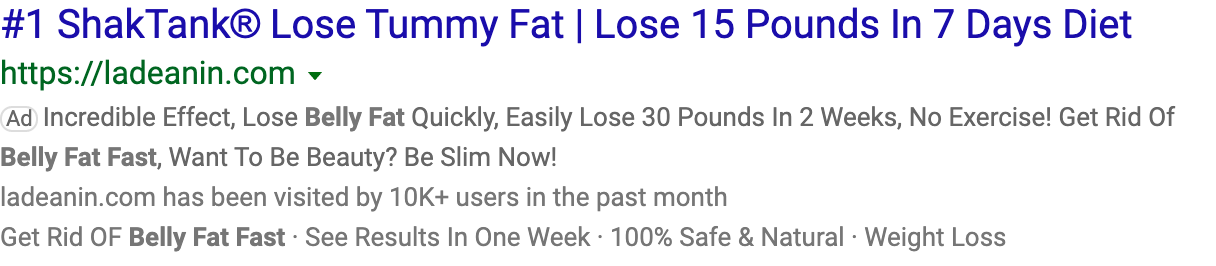 #1 ShakTank® Lose Tummy Fat | Lose 15 Pounds In 7 Days Diet
https://ladeanin.com
Ad Incredible Effect, Lose Belly Fat Quickly, Easily Lose 30 Pounds In 2 Weeks, No Exercise! Get Rid Of
Belly Fat Fast, Want To Be Beauty? Be Slim Now!
ladeanin.com has been visited by 10K+ users in the past month
Get Rid OF Belly Fat Fast · See Results In One Week · 100% Safe & Natural · Weight Loss